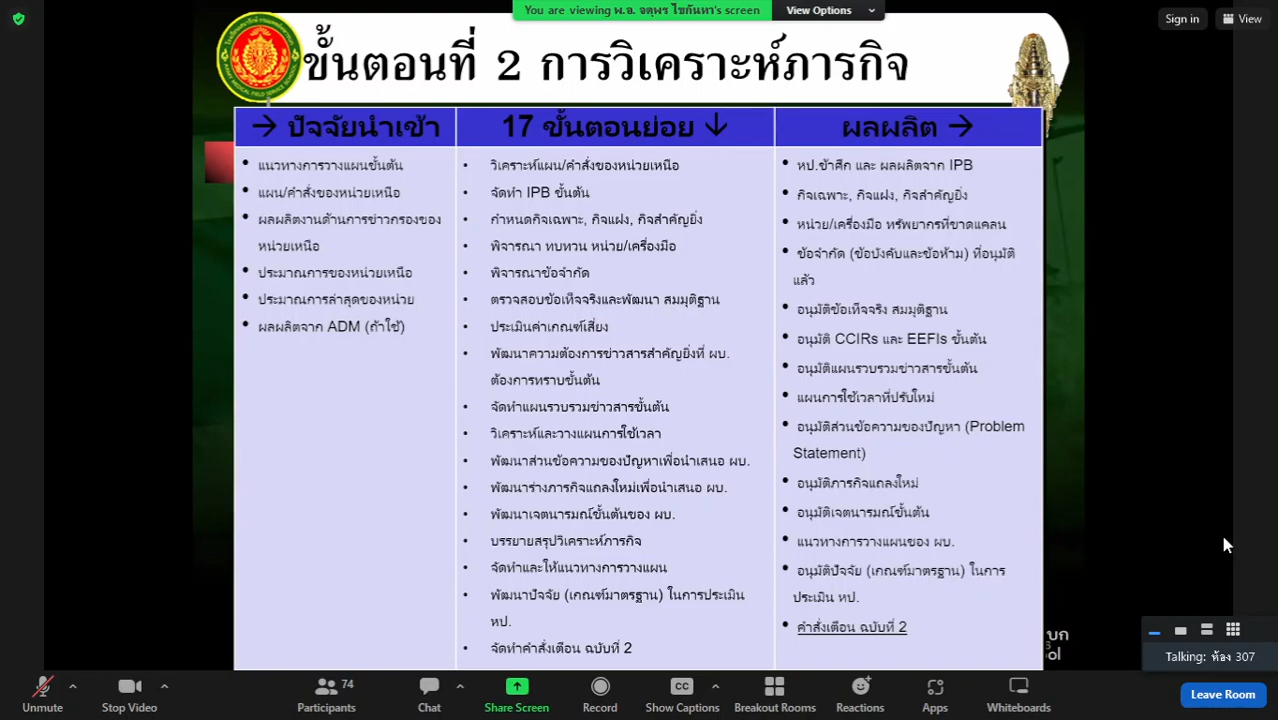 You are viewing พ.อ. จตุพร ไขกันหา's screen
View Options
Sign in
View
ขั้นตอนที่ 2 การวิเคราะห์ภารกิจ
→ ปัจจัยนำเข้า
• แนวทางการวางแผนขั้นต้น
• แผน/คำสั่งของหน่วยเหนือ
• ผลผลิตงานด้านการข่าวกรองของ
หน่วยเหนือ
• ประมาณการของหน่วยเหนือ
• ประมาณการล่าสุดของหน่วย
• ผลผลิตจาก ADM (ถ้าใช้)
17 ขั้นตอนย่อย ↓
• วิเคราะห์แผน/คำสั่งของหน่วยเหนือ
• จัดทำ IPB ขั้นต้น
• กำหนดกิจเฉพาะ, กิจแฝง, กิจสำคัญยิ่ง
• พิจารณา ทบทวน หน่วย/เครื่องมือ
• พิจารณาข้อจำกัด
• ตรวจสอบข้อเท็จจริงและพัฒนา สมมุติฐาน
• ประเมินค่าเกณฑ์เสี่ยง
• พัฒนาความต้องการข่าวสารสำคัญยิ่งที่ ผบ.
ต้องการทราบขั้นต้น
• จัดทำแผนรวบรวมข่าวสารขั้นต้น
• วิเคราะห์และวางแผนการใช้เวลา
• พัฒนาส่วนข้อความของปัญหาเพื่อนำเสนอ ผบ.
• พัฒนาร่างภารกิจแถลงใหม่เพื่อนำเสนอ ผบ.
• พัฒนาเจตนารมณ์ขั้นต้นของ ผบ.
• บรรยายสรุปวิเคราะห์ภารกิจ
• จัดทำและให้แนวทางการวางแผน
• พัฒนาปัจจัย (เกณฑ์มาตรฐาน) ในการประเมิน
หป.
• จัดทำคำสั่งเตือน ฉบับที่ 2
ผลผลิต →
• หป.ข้าศึก และ ผลผลิตจาก IPB
• กิจเฉพาะ, กิจแฝง, กิจสำคัญยิ่ง
• หน่วย/เครื่องมือ ทรัพยากรที่ขาดแคลน
• ข้อจำกัด (ข้อบังคับและข้อห้าม) ที่อนุมัติ
แล้ว
• อนุมัติข้อเท็จจริง สมมุติฐาน
• อนุมัติ CCIRs และ EEFIs ขั้นต้น
• อนุมัติแผนรวบรวมข่าวสารขั้นต้น
• แผนการใช้เวลาที่ปรับใหม่
• อนุมัติส่วนข้อความของปัญหา (Problem
Statement)
• อนุมัติภารกิจแถลงใหม่
• อนุมัติเจตนารมณ์ขั้นต้น
• แนวทางการวางแผนของ ผบ.
• อนุมัติปัจจัย (เกณฑ์มาตรฐาน) ในการ
ประเมิน หป.
• คำสั่งเตือน ฉบับที่ 2
Talking: ห้อง 307
Unmute
Stop Video
74
Participants
Chat
Share Screen
Record
CC
Show Captions
Breakout Rooms
Reactions
Apps
Whiteboards
Leave Room